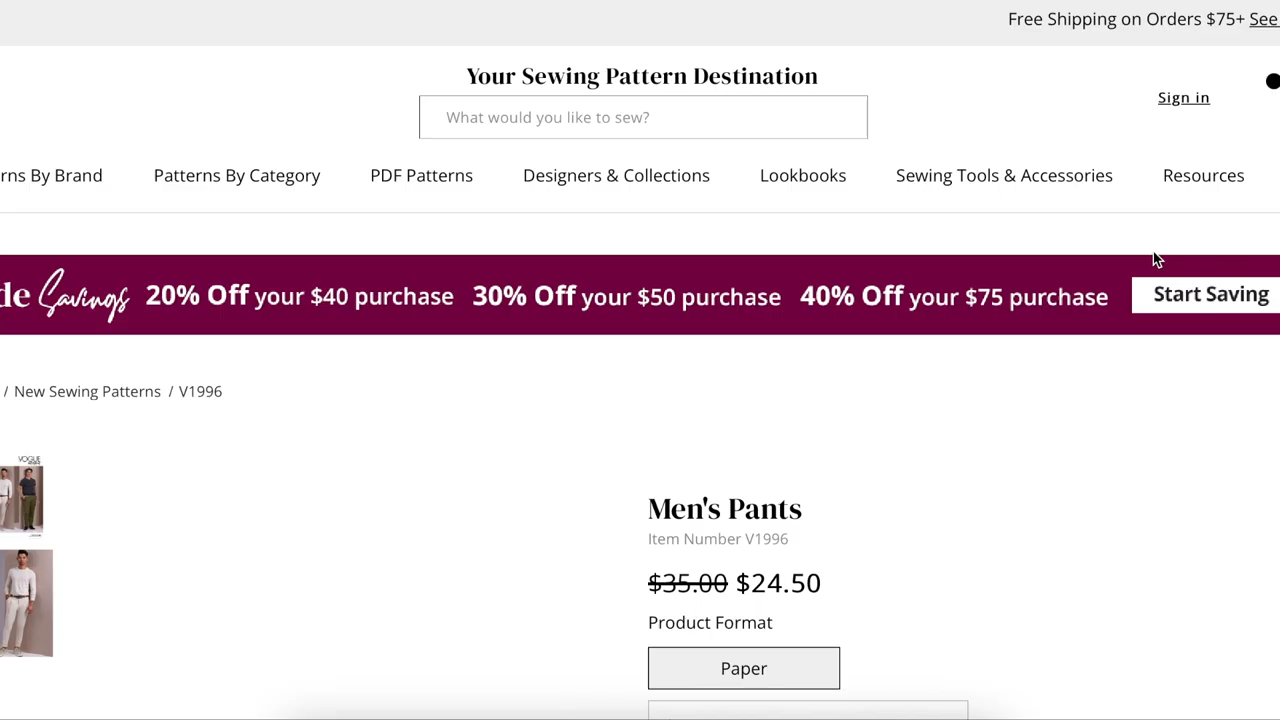 Free Shipping on Orders $75+ See
Your Sewing Pattern Destination
What would you like to sew?
Sign in
rns By Brand
Patterns By Category
PDF Patterns
Designers & Collections
Lookbooks
Sewing Tools & Accessories
Resources
de Savings 20% Off your $40 purchase 30% Off your $50 purchase 40% Off your $75 purchase Start Saving
/ New Sewing Patterns / V1996
VOGUE
Men's Pants
Item Number V1996
$35.00 $24.50
Product Format
Paper